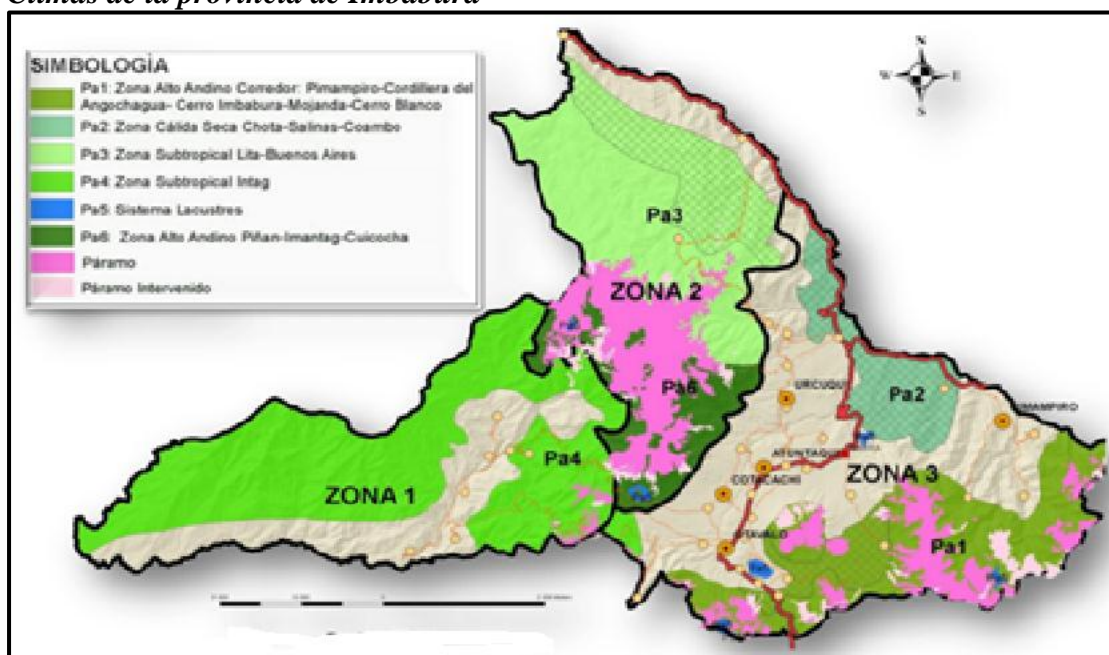 Climas de la provincia de Imbabura
SIMBOLOGÍA
Pa1: Zona Alto Andino Corredor: Pimampiro-Cordillera del
Angochagua- Cerro Imbabura-Mojanda-Cerro Blanco
Pa2: Zona Cálida Seca Chota-Salinas-Coambo
Pa3: Zona Subtropical Lita-Buenos Aires
Pa4: Zona Subtropical Intag
Pa5: Sistema Lacustres
Pa6: Zona Alto Andino Piñan-Imantag-Cuicocha
Páramo
Páramo Intervenido
N
W
E
S
Pa3
ZONA 2
Pa6
URCUQUI
Pa2
Pa4
ZONA 1
COTACACHI
ZONA 3
Pa1